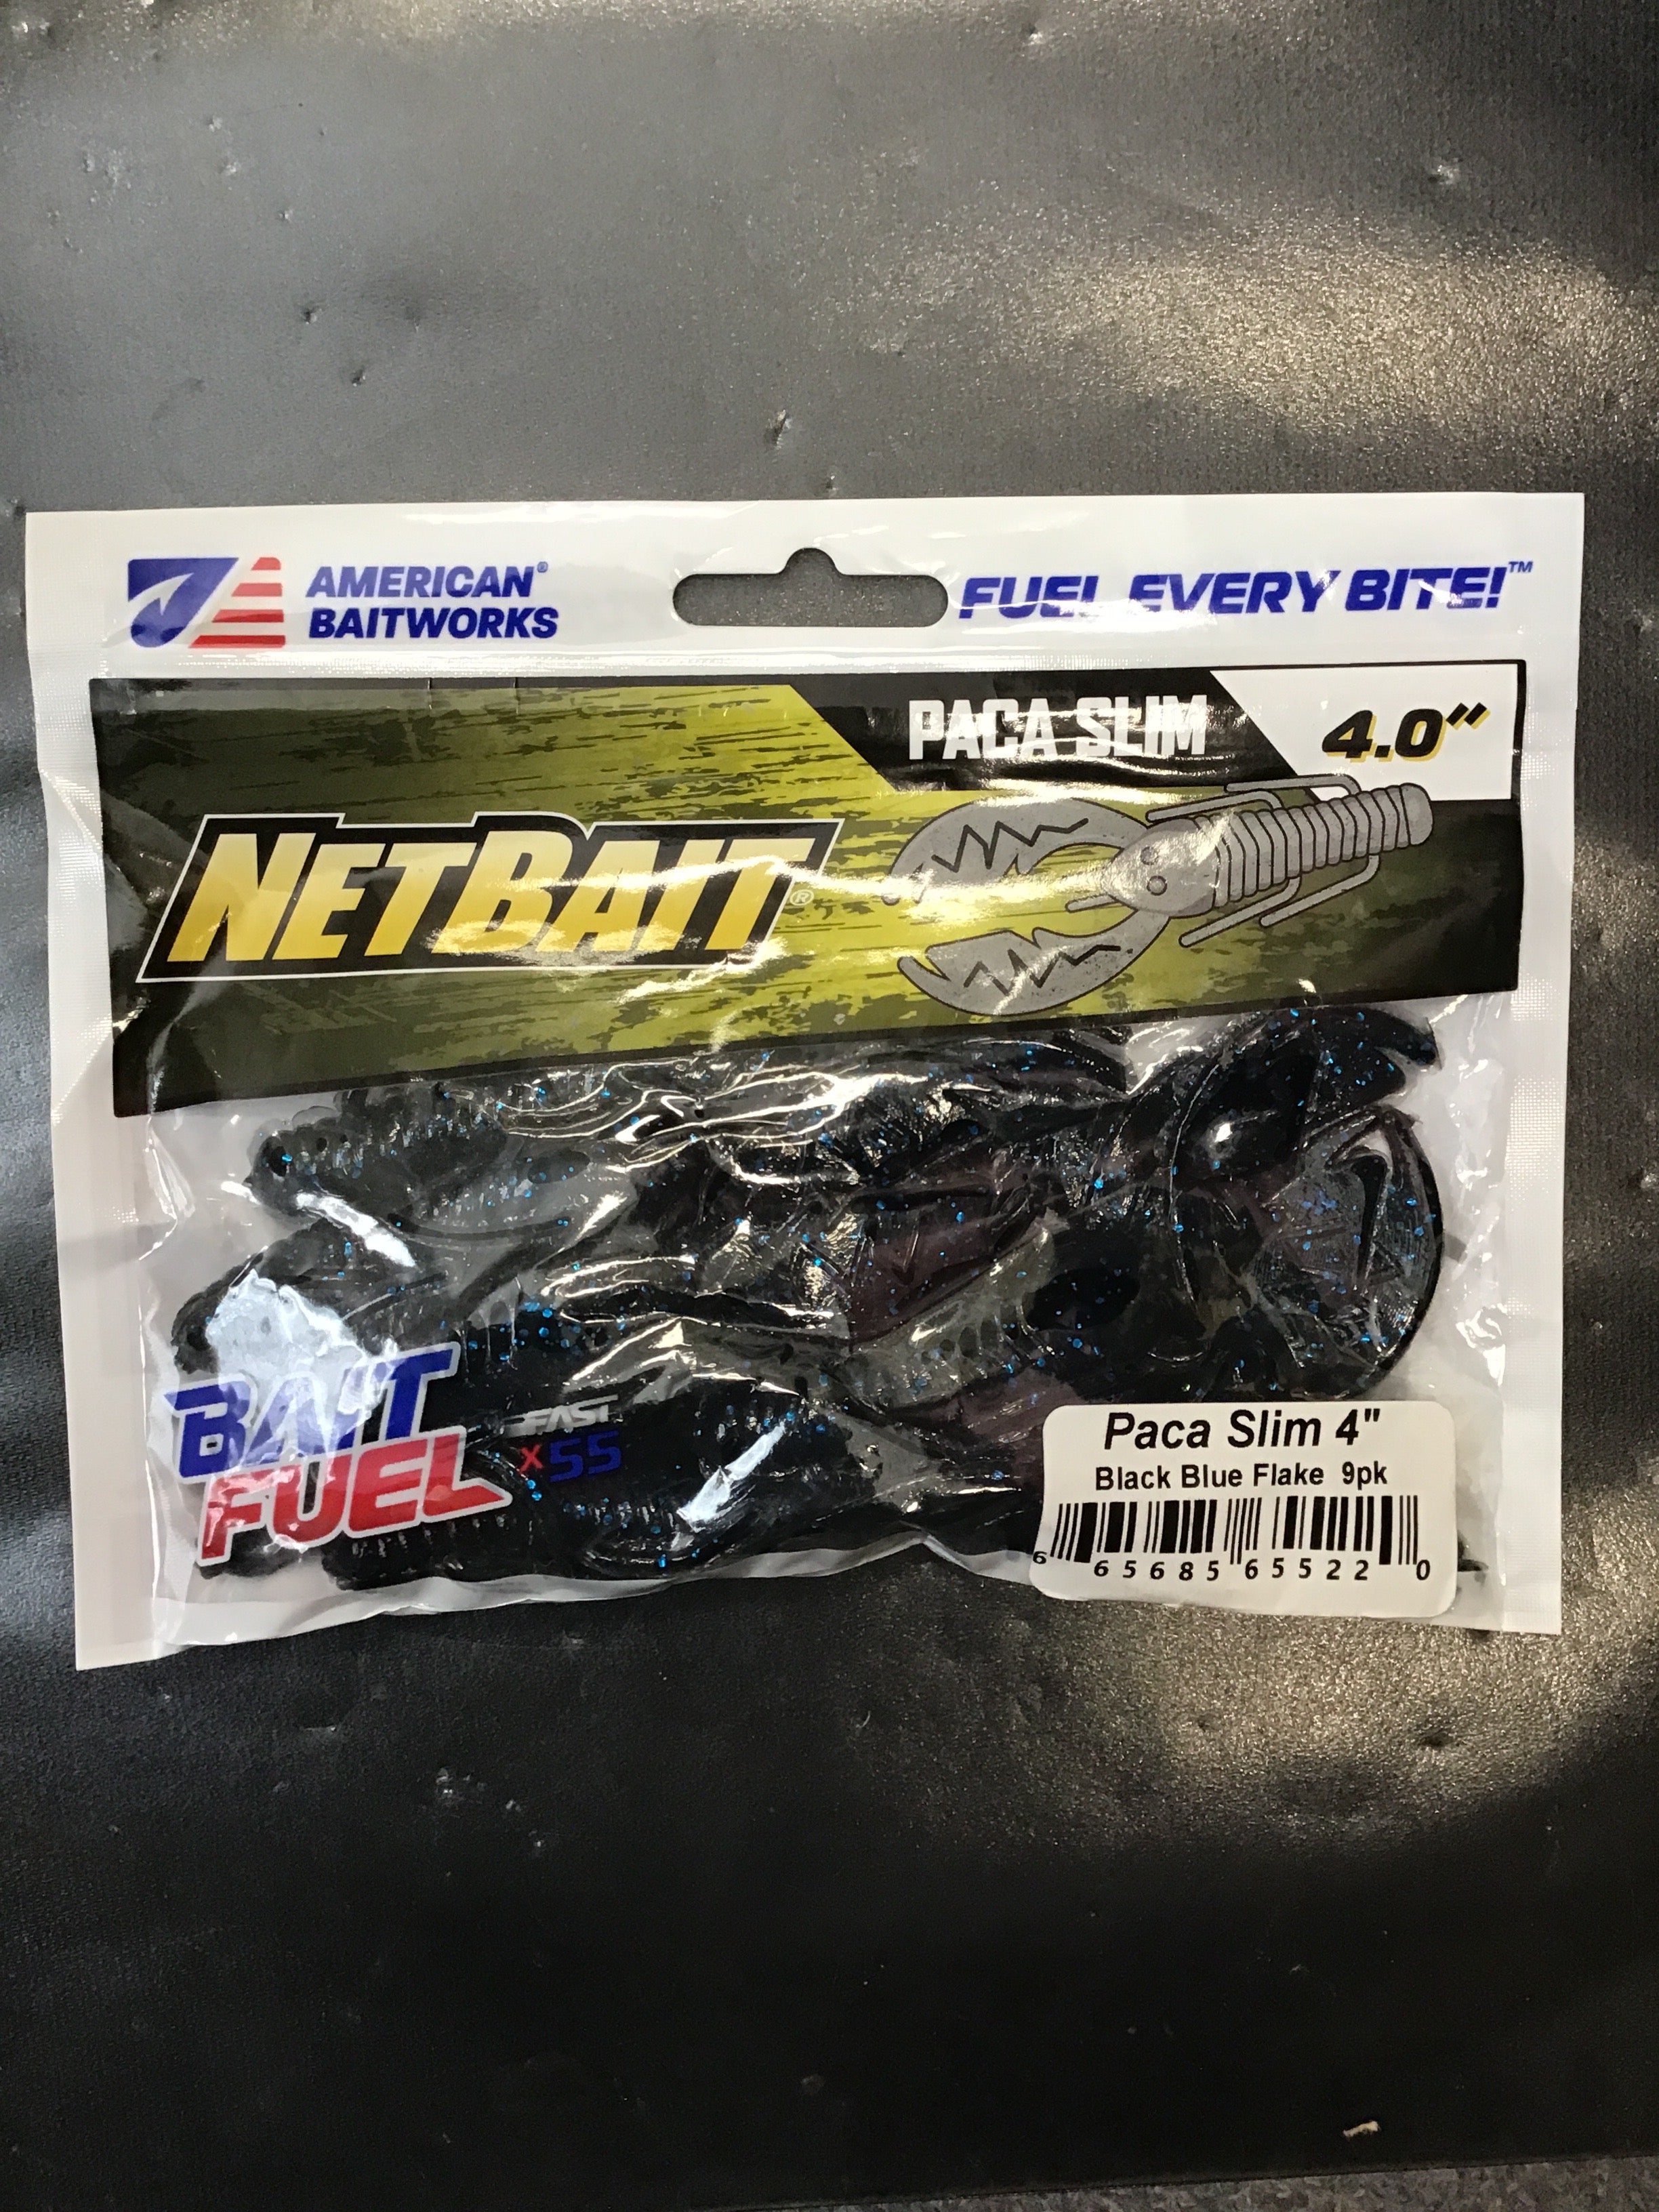 AMERICAN®
BAITWORKS
FUEL EVERY BITE!™
PACA SLIM
4.0"
NETBAIT®
BAIT
FUEL
FAST
x55
Paca Slim 4"
Black Blue Flake 9pk
6 65685 65522 0